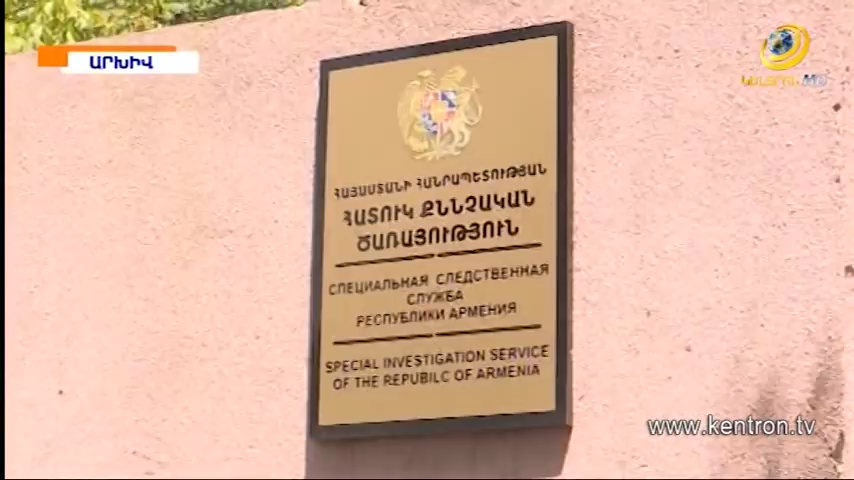 ԱՐԽԻՎ
ՀԱՅԱՍՏԱՆԻ ՀԱՆՐԱՊԵՏՈՒԹՅԱՆ
ՀԱՏՈՒԿ ՔՆՆՉԱԿԱՆ
ԾԱՌԱՅՈՒԹՅՈՒՆ
СПЕЦИАЛЬНАЯ СЛЕДСТВЕННАЯ
СЛУЖБА
РЕСПУБЛИКИ АРМЕНИЯ
SPECIAL INVESTIGATION SERVICE
OF THE REPUBILC OF ARMENIA
www.kentron.tv